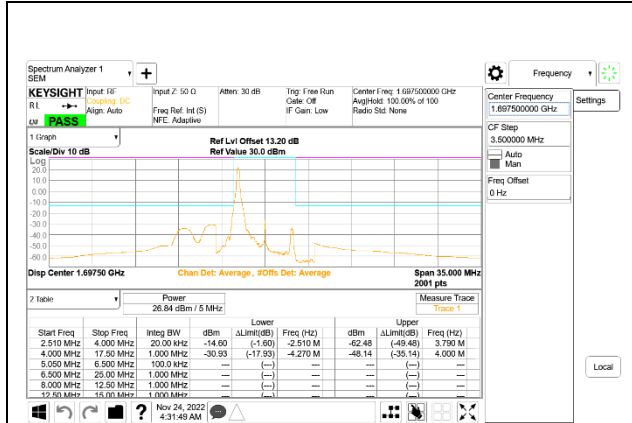 Spectrum Analyzer 1
SEM
+
Frequency
KEYSIGHT Input: RF Input Z: 50 Ω Atten: 30 dB Trig: Free Run Center Freq: 1.697500000 GHz
Coupling: DC Gate: Off Avg|Hold: 100.00% of 100
Align: Auto Freq Ref: Int (S) IF Gain: Low Radio Std: None
NFE: Adaptive
PASS
Center Frequency
1.697500000 GHz
Settings
CF Step
3.500000 MHz
Auto
Man
Freq Offset
0 Hz
1 Graph
Ref Lvl Offset 13.20 dB
Scale/Div 10 dB Ref Value 30.0 dBm
Log
20.0
10.0
0.00
-10.0
-20.0
-30.0
-40.0
-50.0
-60.0
Disp Center 1.69750 GHz Chan Det: Average, #Offs Det: Average Span 35.000 MHz
2001 pts
2 Table Power Measure Trace
26.84 dBm / 5 MHz Trace 1
Lower Upper
Start Freq Stop Freq Integ BW dBm ΔLimit(dB) Freq (Hz) dBm ΔLimit(dB) Freq (Hz)
2.510 MHz 4.000 MHz 20.00 kHz -14.60 (-1.60) -2.510 M -62.48 (-49.48) 3.790 M
4.000 MHz 17.50 MHz 1.000 MHz -30.93 (-17.93) -4.270 M -48.14 (-35.14) 4.000 M
5.050 MHz 6.500 MHz 100.0 kHz --- (---) --- --- (---) ---
6.500 MHz 25.00 MHz 1.000 MHz --- (---) --- --- (---) ---
8.000 MHz 12.50 MHz 1.000 MHz --- (---) --- --- (---) ---
12.50 MHz 15.00 MHz 1.000 MHz --- (---) --- --- (---) ---
Local
? Nov 24, 2022
4:31:49 AM